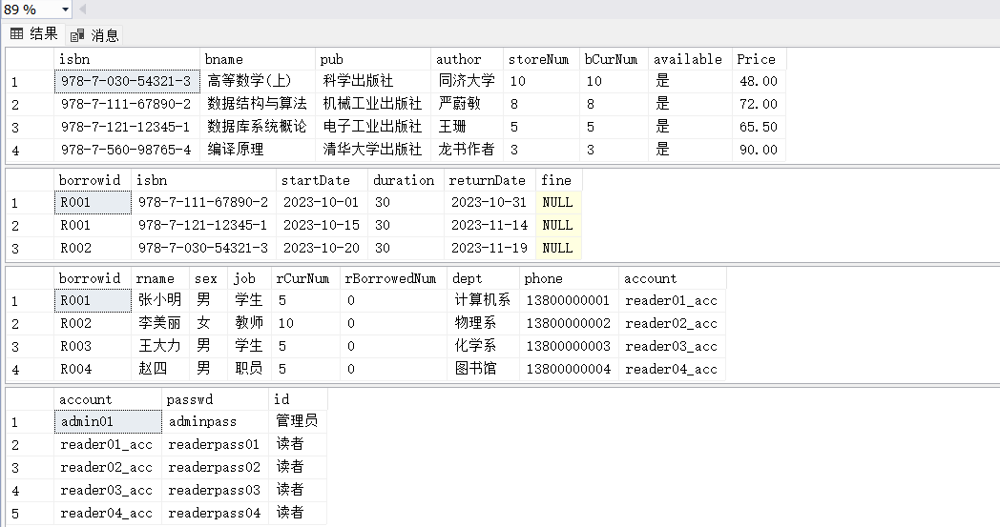 89 %
结果 消息
isbn bname pub author storeNum bCurNum available Price
1 978-7-030-54321-3 高等数学(上) 科学出版社 同济大学 10 10 是 48.00
2 978-7-111-67890-2 数据结构与算法 机械工业出版社 严蔚敏 8 8 是 72.00
3 978-7-121-12345-1 数据库系统概论 电子工业出版社 王珊 5 5 是 65.50
4 978-7-560-98765-4 编译原理 清华大学出版社 龙书作者 3 3 是 90.00
borrowid isbn startDate duration returnDate fine
1 R001 978-7-111-67890-2 2023-10-01 30 2023-10-31 NULL
2 R001 978-7-121-12345-1 2023-10-15 30 2023-11-14 NULL
3 R002 978-7-030-54321-3 2023-10-20 30 2023-11-19 NULL
borrowid rname sex job rCurNum rBorrowedNum dept phone account
1 R001 张小明 男 学生 5 0 计算机系 13800000001 reader01_acc
2 R002 李美丽 女 教师 10 0 物理系 13800000002 reader02_acc
3 R003 王大力 男 学生 5 0 化学系 13800000003 reader03_acc
4 R004 赵四 男 职员 5 0 图书馆 13800000004 reader04_acc
account passwd id
1 admin01 adminpass 管理员
2 reader01_acc readerpass01 读者
3 reader02_acc readerpass02 读者
4 reader03_acc readerpass03 读者
5 reader04_acc readerpass04 读者